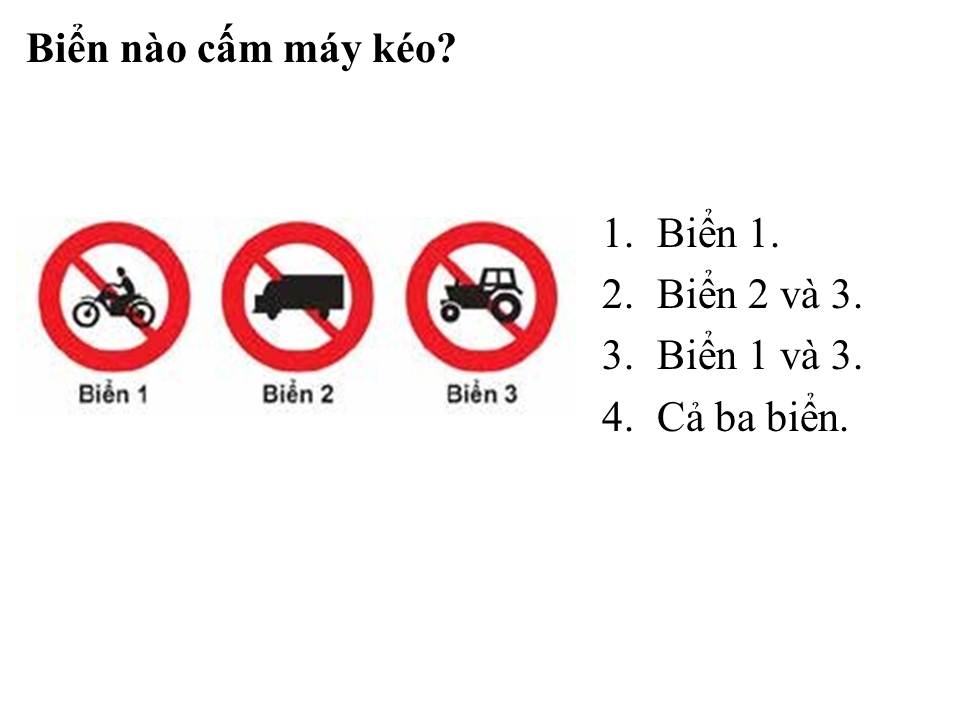 Biển nào cấm máy kéo?
Biển 1
Biển 2
Biển 3
1. Biển 1.
2. Biển 2 và 3.
3. Biển 1 và 3.
4. Cả ba biển.